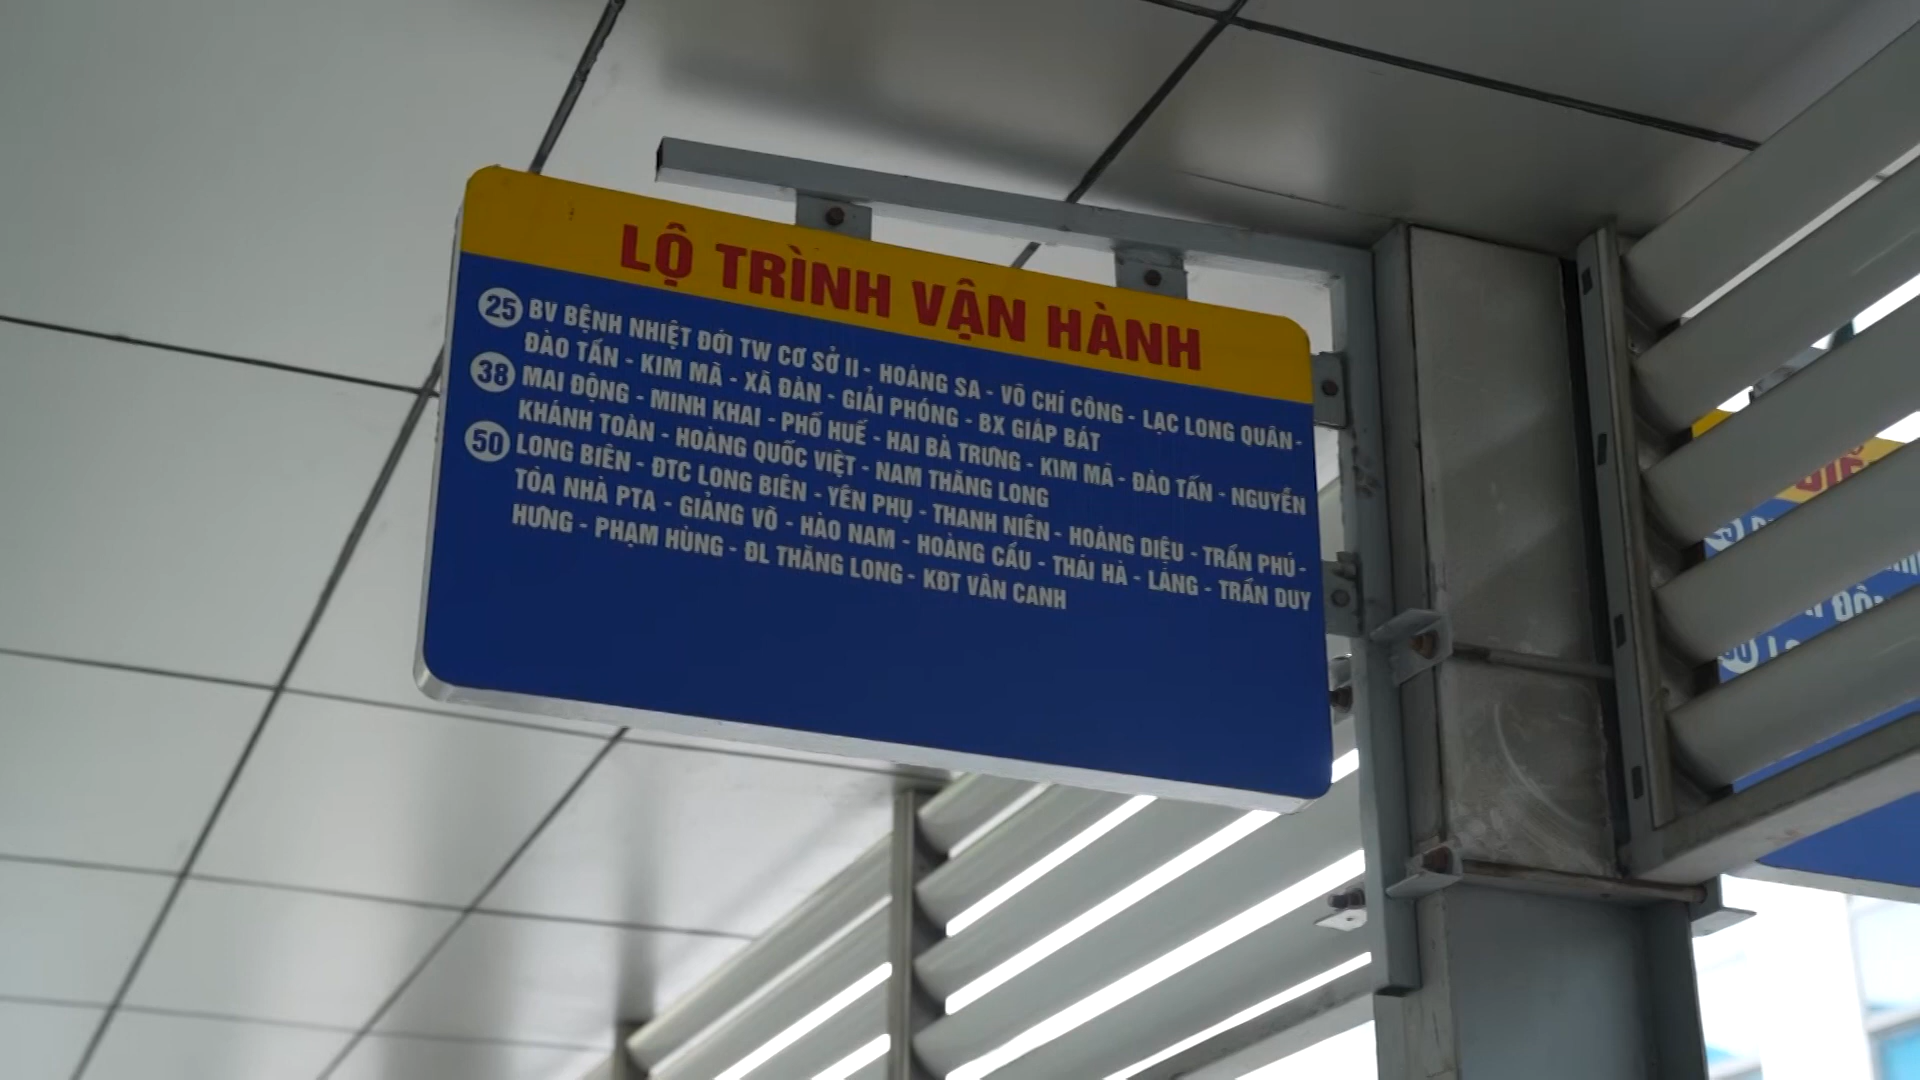 LỘ TRÌNH VẬN HÀNH
25 BV BỆNH NHIỆT ĐỚI TW CƠ SỞ II - HOÀNG SA - VÕ CHÍ CÔNG - LẠC LONG QUÂN -
ĐÀO TẤN - KIM MÃ - XÃ ĐÀN - GIẢI PHÓNG - BX GIÁP BÁT
38 MAI ĐỘNG - MINH KHAI - PHỐ HUẾ - HAI BÀ TRƯNG - KIM MÃ - ĐÀO TẤN - NGUYỄN
KHÁNH TOÀN - HOÀNG QUỐC VIỆT - NAM THĂNG LONG
50 LONG BIÊN - ĐTC LONG BIÊN - YÊN PHỤ - THANH NIÊN - HOÀNG DIỆU - TRẦN PHÚ -
TÒA NHÀ PTA - GIẢNG VÕ - HÀO NAM - HOÀNG CẦU - THÁI HÀ - LÁNG - TRẦN DUY
HƯNG - PHẠM HÙNG - ĐL THĂNG LONG - KĐT VÂN CANH